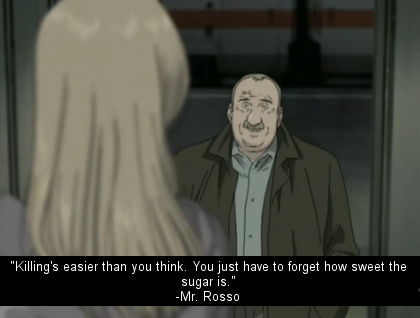 "Killing's easier than you think. You just have to forget how sweet the
sugar is."
-Mr. Rosso